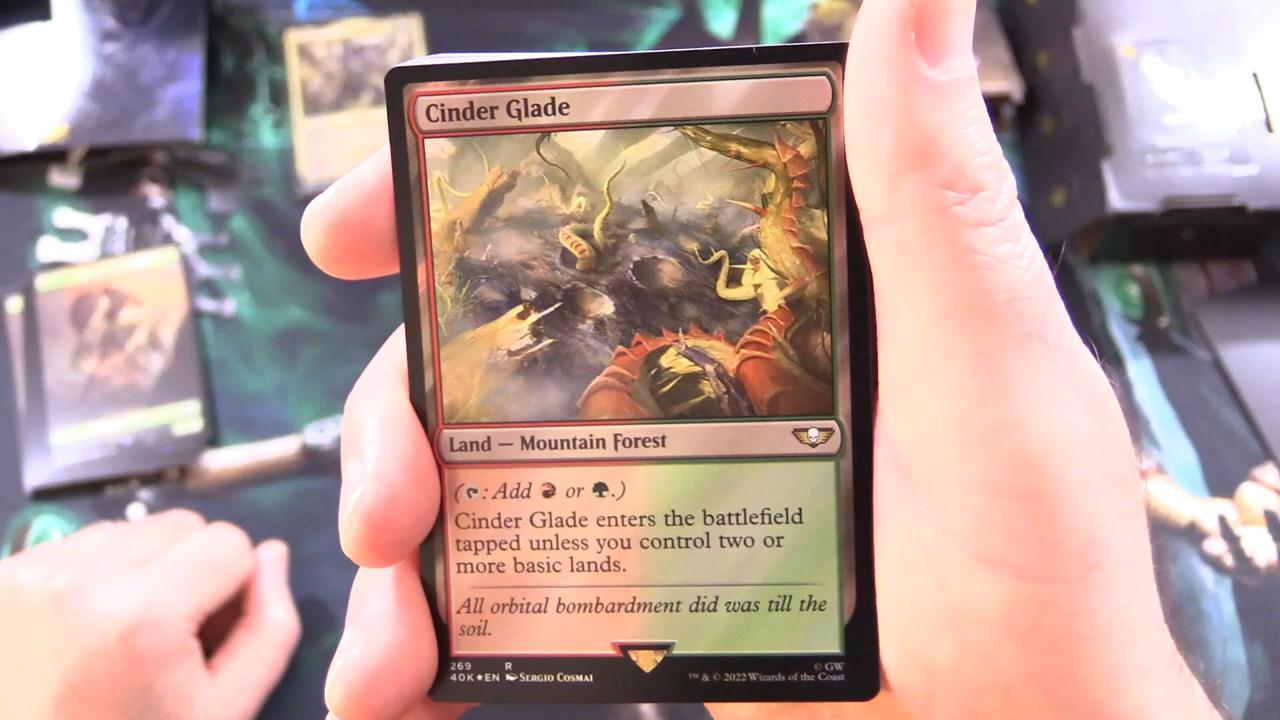 Cinder Glade
Land — Mountain Forest
( : Add or .)
Cinder Glade enters the battlefield
tapped unless you control two or
more basic lands.
All orbital bombardment did was till the
soil.
269 R
40K★EN Sergio Cosmai
© GW
™ & © 2022 Wizards of the Coast